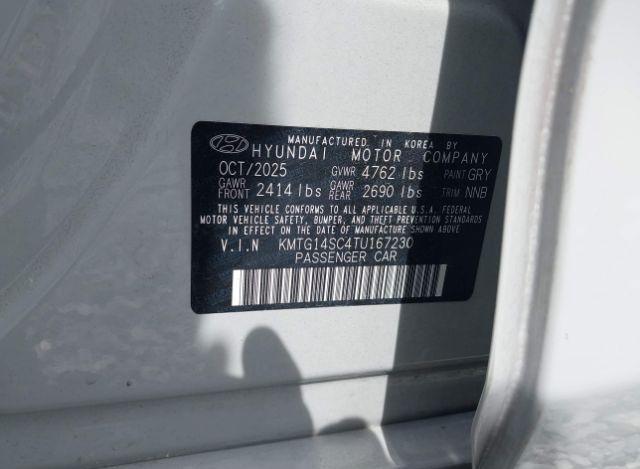 MANUFACTURED IN KOREA BY
HYUNDAI MOTOR COMPANY
OCT/2025 GVWR 4762 lbs PAINT GRY
GAWR FRONT 2414 lbs GAWR REAR 2690 lbs TRIM NNB
THIS VEHICLE CONFORMS TO ALL APPLICABLE U.S.A. FEDERAL
MOTOR VEHICLE SAFETY, BUMPER, AND THEFT PREVENTION STANDARDS
IN EFFECT ON THE DATE OF MANUFACTURE SHOWN ABOVE.
V.I.N KMTG14SC4TU167230
PASSENGER CAR